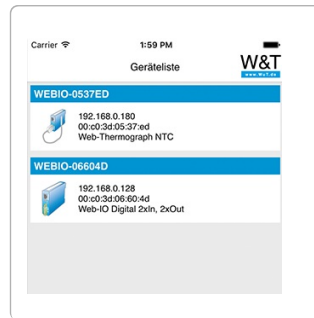 Carrier 1:59 PM
Geräteliste
W&T
www.WuT.de
WEBIO-0537ED
192.168.0.180
00:c0:3d:05:37:ed
Web-Thermograph NTC
WEBIO-06604D
192.168.0.128
00:c0:3d:06:60:4d
Web-IO Digital 2xIn, 2xOut